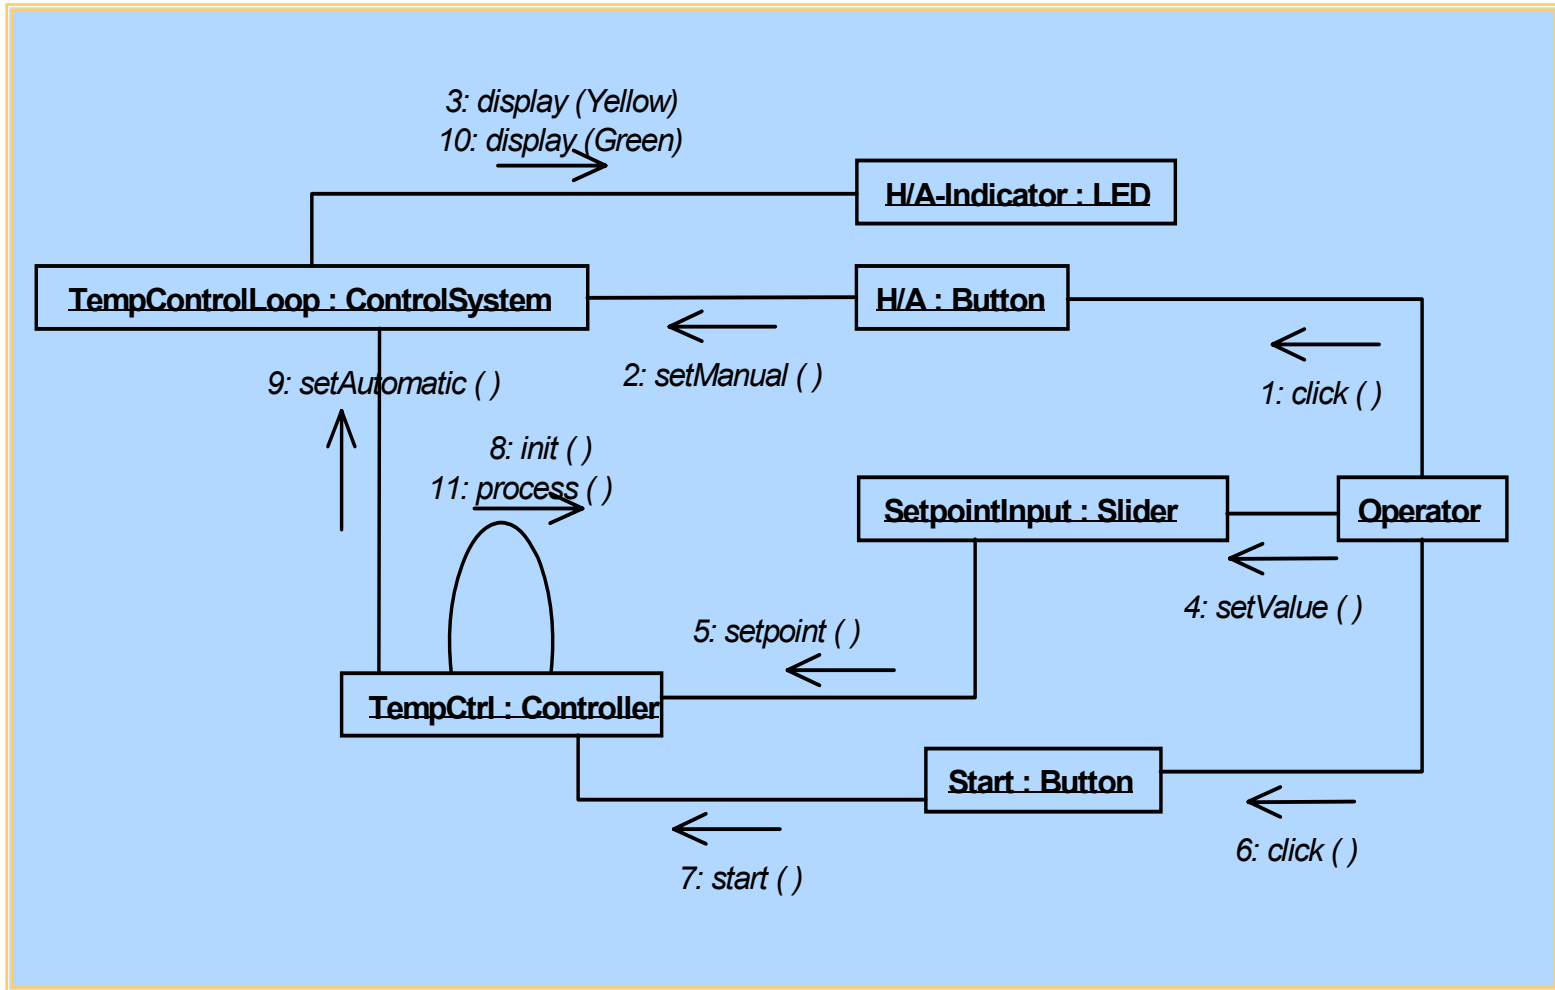 3: display (Yellow)
10: display (Green)
H/A-Indicator : LED
TempControlLoop : ControlSystem
H/A : Button
9: setAutomatic ( )
2: setManual ( )
1: click ( )
8: init ( )
11: process ( )
SetpointInput : Slider
Operator
4: setValue ( )
5: setpoint ( )
TempCtrl : Controller
Start : Button
7: start ( )
6: click ( )